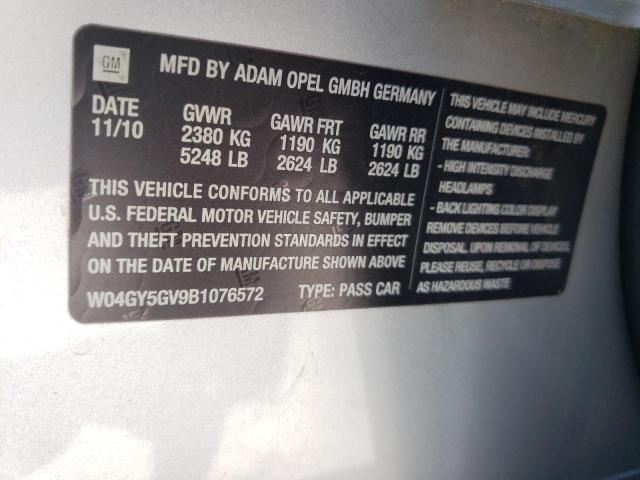 GM
MFD BY ADAM OPEL GMBH GERMANY
DATE GVWR GAWR FRT GAWR RR
11/10 2380 KG 1190 KG 1190 KG
5248 LB 2624 LB 2624 LB
THIS VEHICLE CONFORMS TO ALL APPLICABLE
U.S. FEDERAL MOTOR VEHICLE SAFETY, BUMPER
AND THEFT PREVENTION STANDARDS IN EFFECT
ON THE DATE OF MANUFACTURE SHOWN ABOVE
W04GY5GV9B1076572 TYPE: PASS CAR
THIS VEHICLE MAY INCLUDE MERCURY
CONTAINING DEVICES INSTALLED BY
THE MANUFACTURER:
- HIGH INTENSITY DISCHARGE
HEADLAMPS
- BACK LIGHTING COLOR DISPLAY
REMOVE DEVICES BEFORE VEHICLE
DISPOSAL. UPON REMOVAL OF DEVICES,
PLEASE REUSE, RECYCLE OR DISPOSE
AS HAZARDOUS WASTE